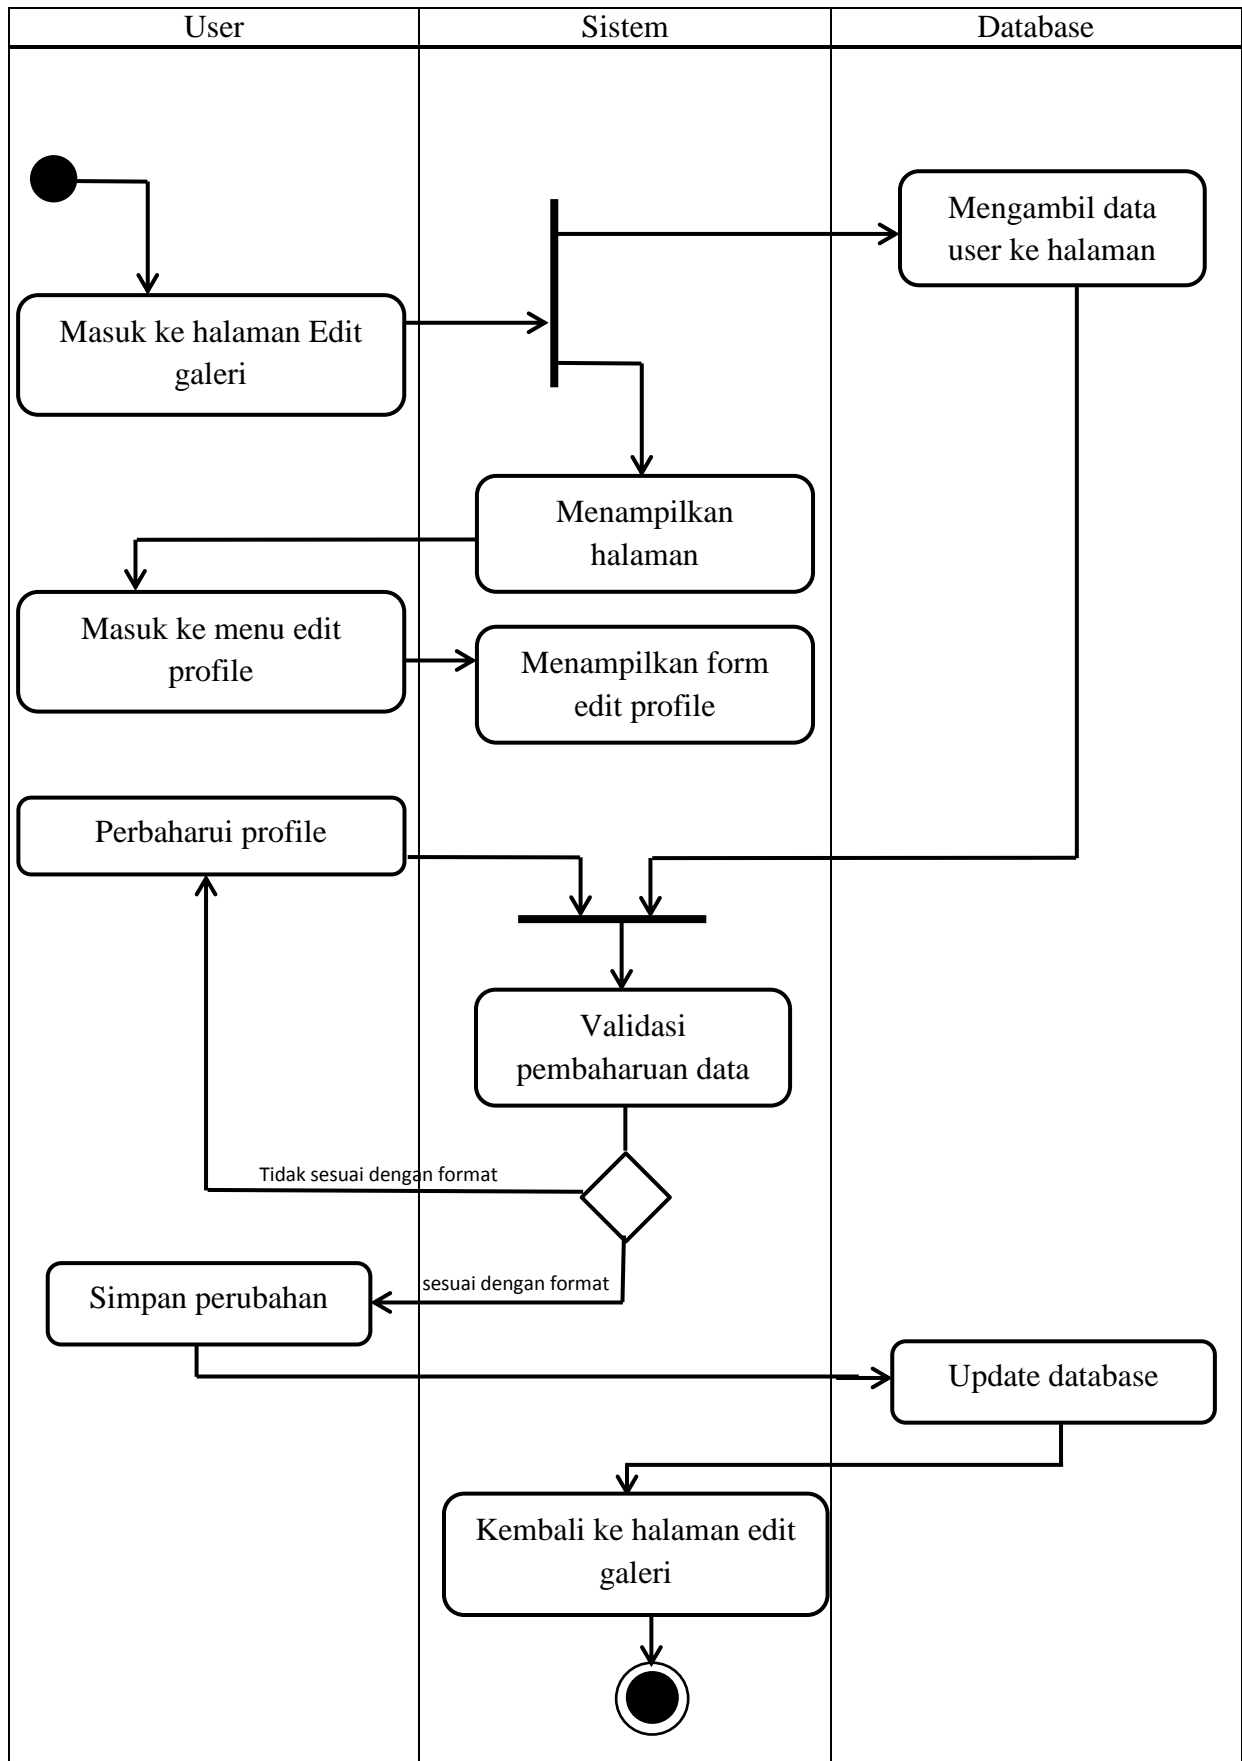 User
Sistem
Database
Mengambil data
user ke halaman
Masuk ke halaman Edit
galeri
Menampilkan
halaman
Masuk ke menu edit
profile
Menampilkan form
edit profile
Perbaharui profile
Validasi
pembaharuan data
Tidak sesuai dengan format
sesuai dengan format
Simpan perubahan
Update database
Kembali ke halaman edit
galeri